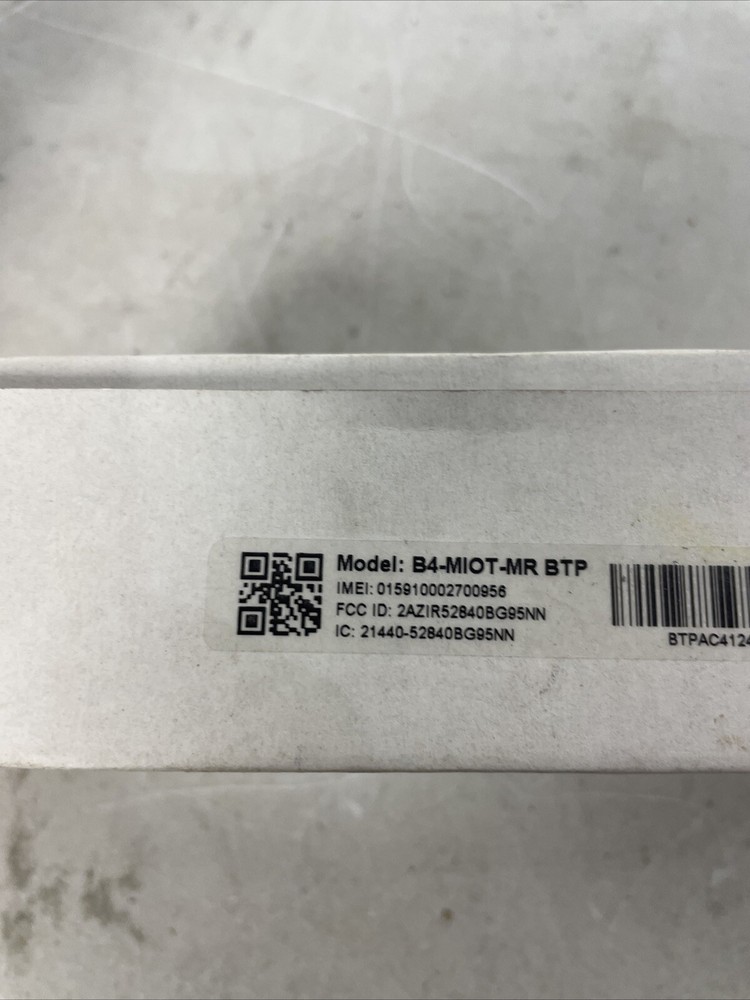 Model: B4-MIOT-MR BTP
IMEI: 015910002700956
FCC ID: 2AZIR52840BG95NN
IC: 21440-52840BG95NN
BTPAC4124